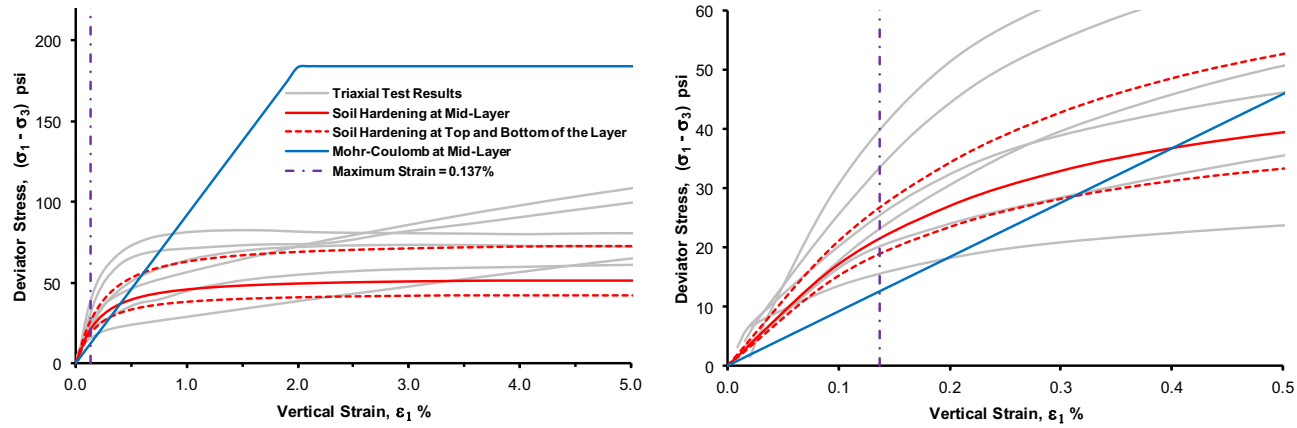 Deviator Stress, (σ1 - σ3) psi
200
150
100
50
0
Triaxial Test Results
Soil Hardening at Mid-Layer
Soil Hardening at Top and Bottom of the Layer
Mohr-Coulomb at Mid-Layer
Maximum Strain = 0.137%
0.0 1.0 2.0 3.0 4.0 5.0
Vertical Strain, ε1 %
Deviator Stress, (σ1 - σ3) psi
60
50
40
30
20
10
0
0.0 0.1 0.2 0.3 0.4 0.5
Vertical Strain, ε1 %